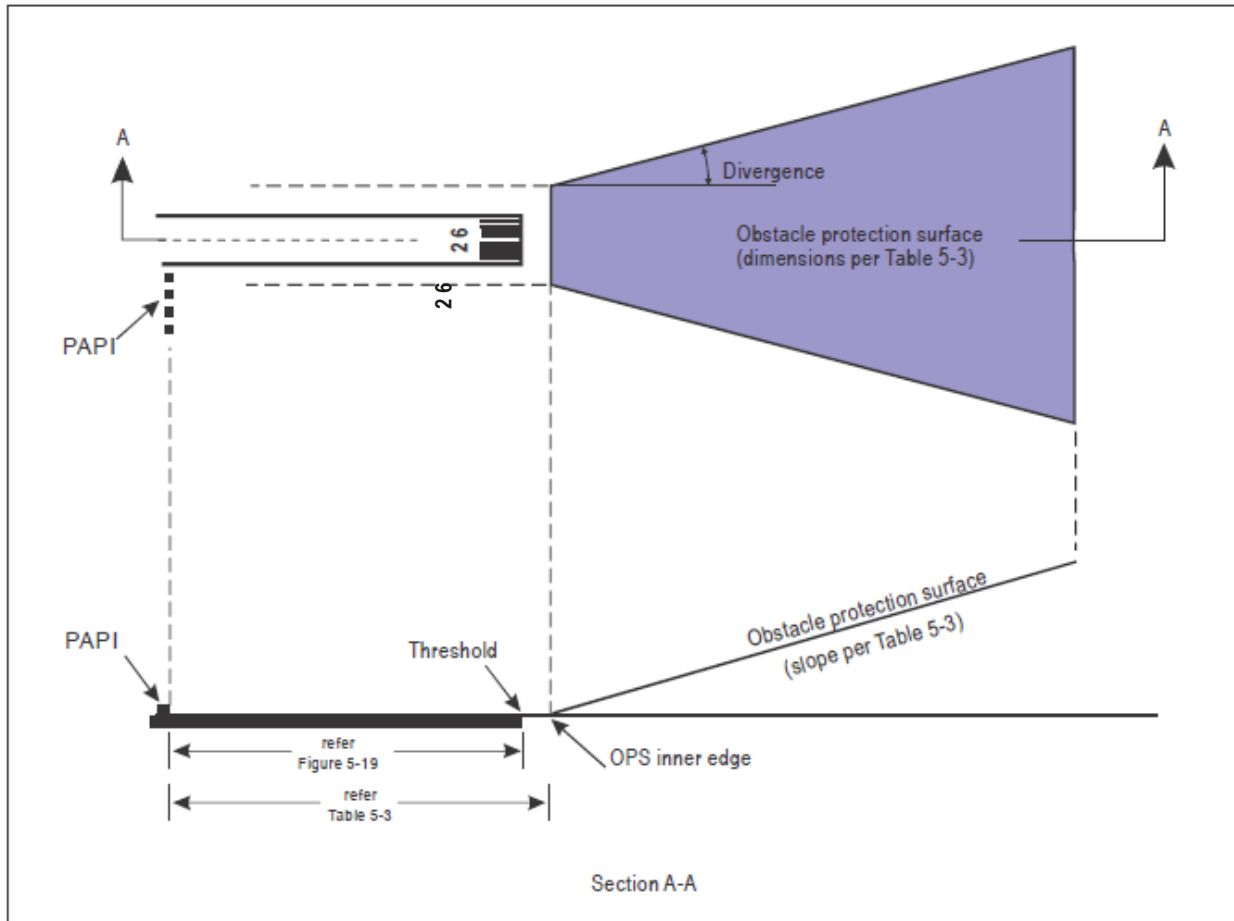 A
A
Divergence
26
Obstacle protection surface
(dimensions per Table 5-3)
26
PAPI
Obstacle protection surface
(slope per Table 5-3)
PAPI
Threshold
OPS inner edge
refer
Figure 5-19
refer
Table 5-3
Section A-A